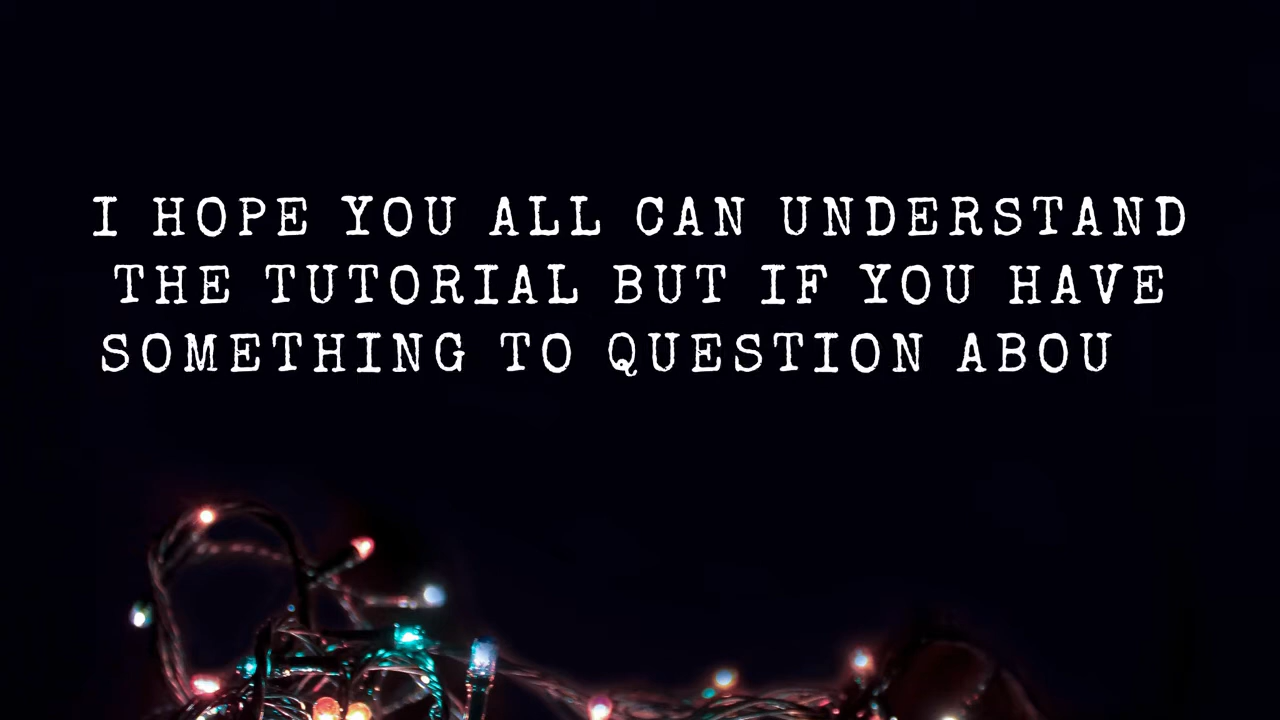 I HOPE YOU ALL CAN UNDERSTAND
THE TUTORIAL BUT IF YOU HAVE
SOMETHING TO QUESTION ABOU